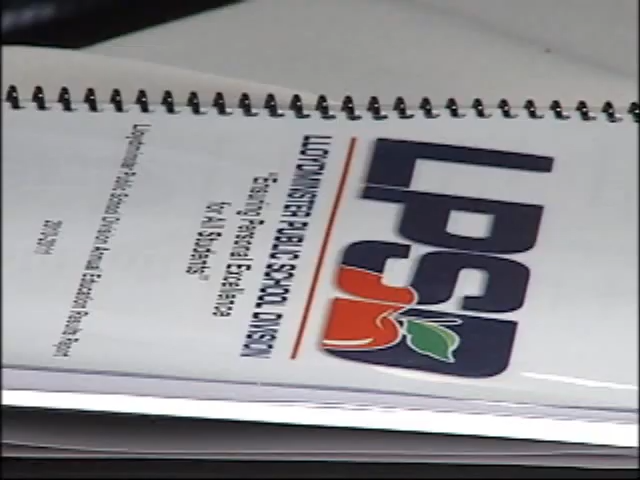 LPSD
LLOYDMINSTER PUBLIC SCHOOL DIVISION
"Ensuring Personal Excellence
for All Students"
Lloydminster Public School Division Annual Education Results Report
2010-2011